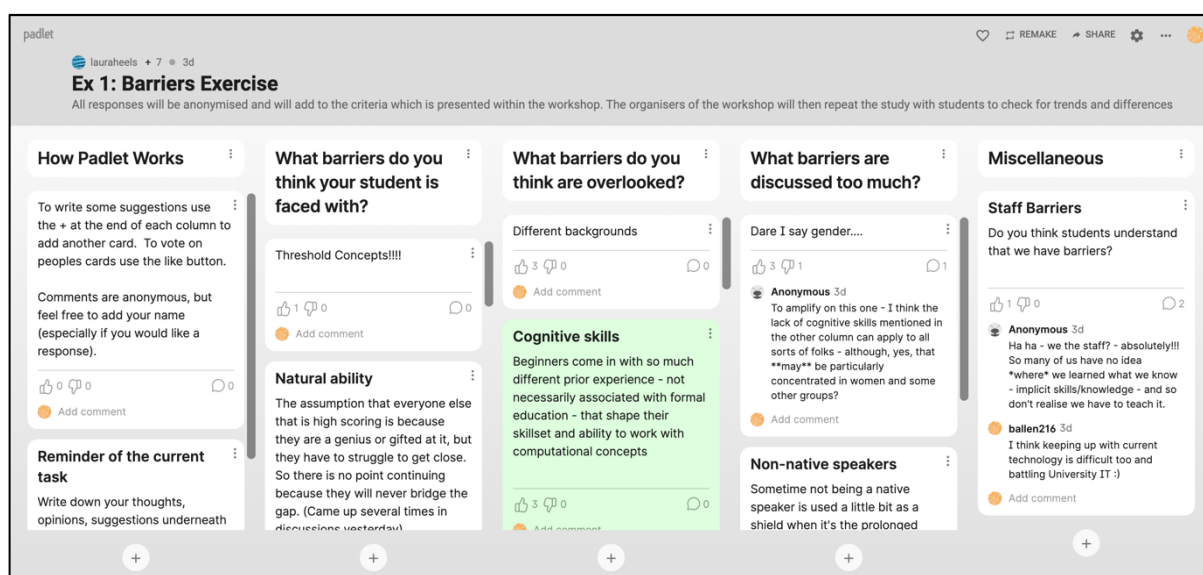 padlet
REMAKE SHARE
lauraheels + 7 3d
Ex 1: Barriers Exercise
All responses will be anonymised and will add to the criteria which is presented within the workshop. The organisers of the workshop will then repeat the study with students to check for trends and differences
How Padlet Works
To write some suggestions use
the + at the end of each column to
add another card. To vote on
peoples cards use the like button.
Comments are anonymous, but
feel free to add your name
(especially if you would like a
response).
0 0 0
Add comment
Reminder of the current
task
Write down your thoughts,
opinions, suggestions underneath
+
What barriers do you
think your student is
faced with?
Threshold Concepts!!!!
1 0 0
Add comment
Natural ability
The assumption that everyone else
that is high scoring is because
they are a genius or gifted at it, but
they have to struggle to get close.
So there is no point continuing
because they will never bridge the
gap. (Came up several times in
discussions yesterday)
+
What barriers do you
think are overlooked?
Different backgrounds
3 0 0
Add comment
Cognitive skills
Beginners come in with so much
different prior experience - not
necessarily associated with formal
education - that shape their
skillset and ability to work with
computational concepts
3 0 0
Add comment
+
What barriers are
discussed too much?
Dare I say gender....
3 1 1
Anonymous 3d
To amplify on this one - I think the
lack of cognitive skills mentioned in
the other column can apply to all
sorts of folks - although, yes, that
**may** be particularly
concentrated in women and some
other groups?
Add comment
Non-native speakers
Sometime not being a native
speaker is used a little bit as a
shield when it's the prolonged
+
Miscellaneous
Staff Barriers
Do you think students understand
that we have barriers?
1 0 2
Anonymous 3d
Ha ha - we the staff? - absolutely!!!
So many of us have no idea
*where* we learned what we know
- implicit skills/knowledge - and so
don't realise we have to teach it.
ballen216 3d
I think keeping up with current
technology is difficult too and
battling University IT :)
Add comment
+